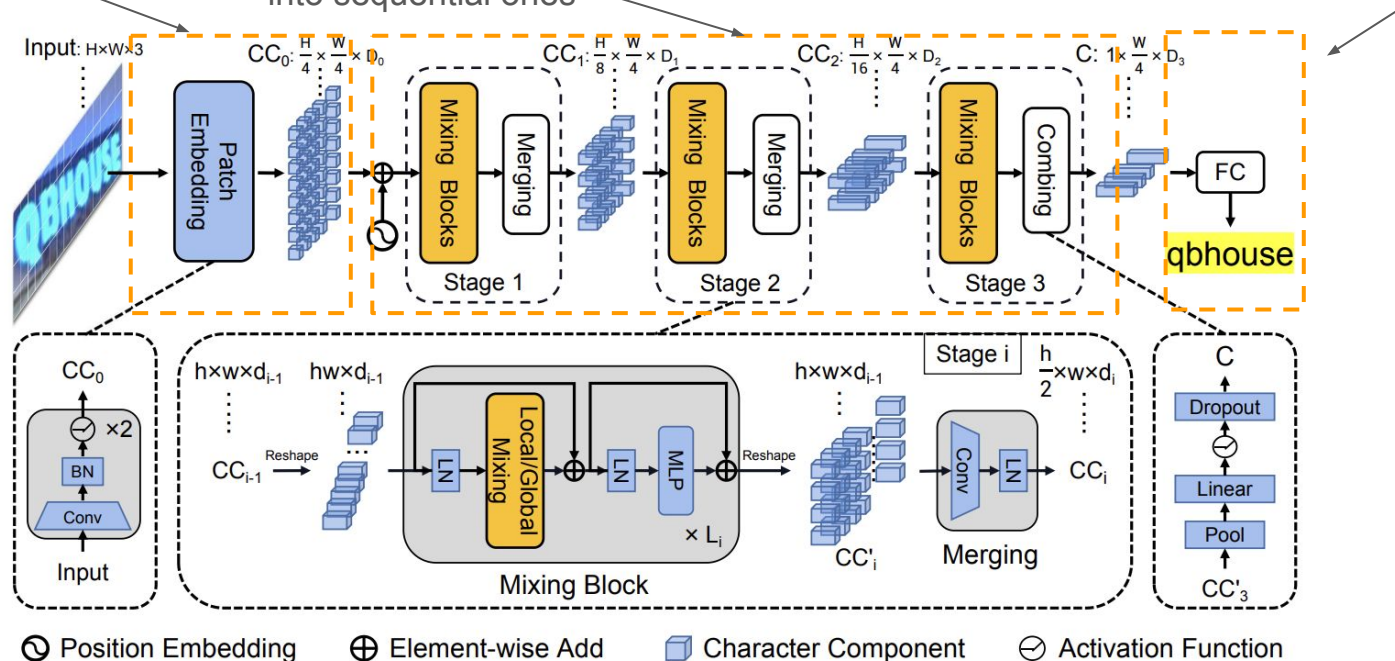 into sequential ones
Input: H×W×3
CC₀: H/4 × W/4 × D₀
CC₁: H/8 × W/4 × D₁
CC₂: H/16 × W/4 × D₂
C: 1 × W/4 × D₃
QBHOUSE
Patch Embedding
Mixing Blocks
Merging
Stage 1
Mixing Blocks
Merging
Stage 2
Mixing Blocks
Combing
Stage 3
FC
qbhouse
CC₀
×2
BN
Conv
Input
Stage i
h×w×dᵢ₋₁
hw×dᵢ₋₁
h×w×dᵢ₋₁
h/2 ×w×dᵢ
CCᵢ₋₁
Reshape
LN
Local/Global Mixing
LN
MLP
× Lᵢ
Reshape
Mixing Block
CC'ᵢ
Conv
LN
Merging
CCᵢ
C
Dropout
Linear
Pool
CC'₃
Position Embedding
Element-wise Add
Character Component
Activation Function